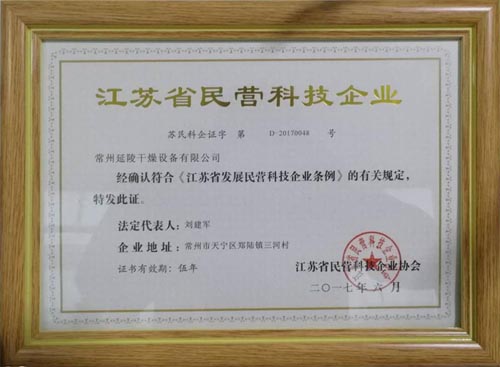 江苏省民营科技企业
苏民科企证字 第 D-20170048 号
常州延陵干燥设备有限公司
经确认符合《江苏省发展民营科技企业条例》的有关规定,
特发此证。
法定代表人:刘建军
企业地址:常州市天宁区郑陆镇三河村
证书有效期:伍年
江苏省民营科技企业协会
二〇一七年六月